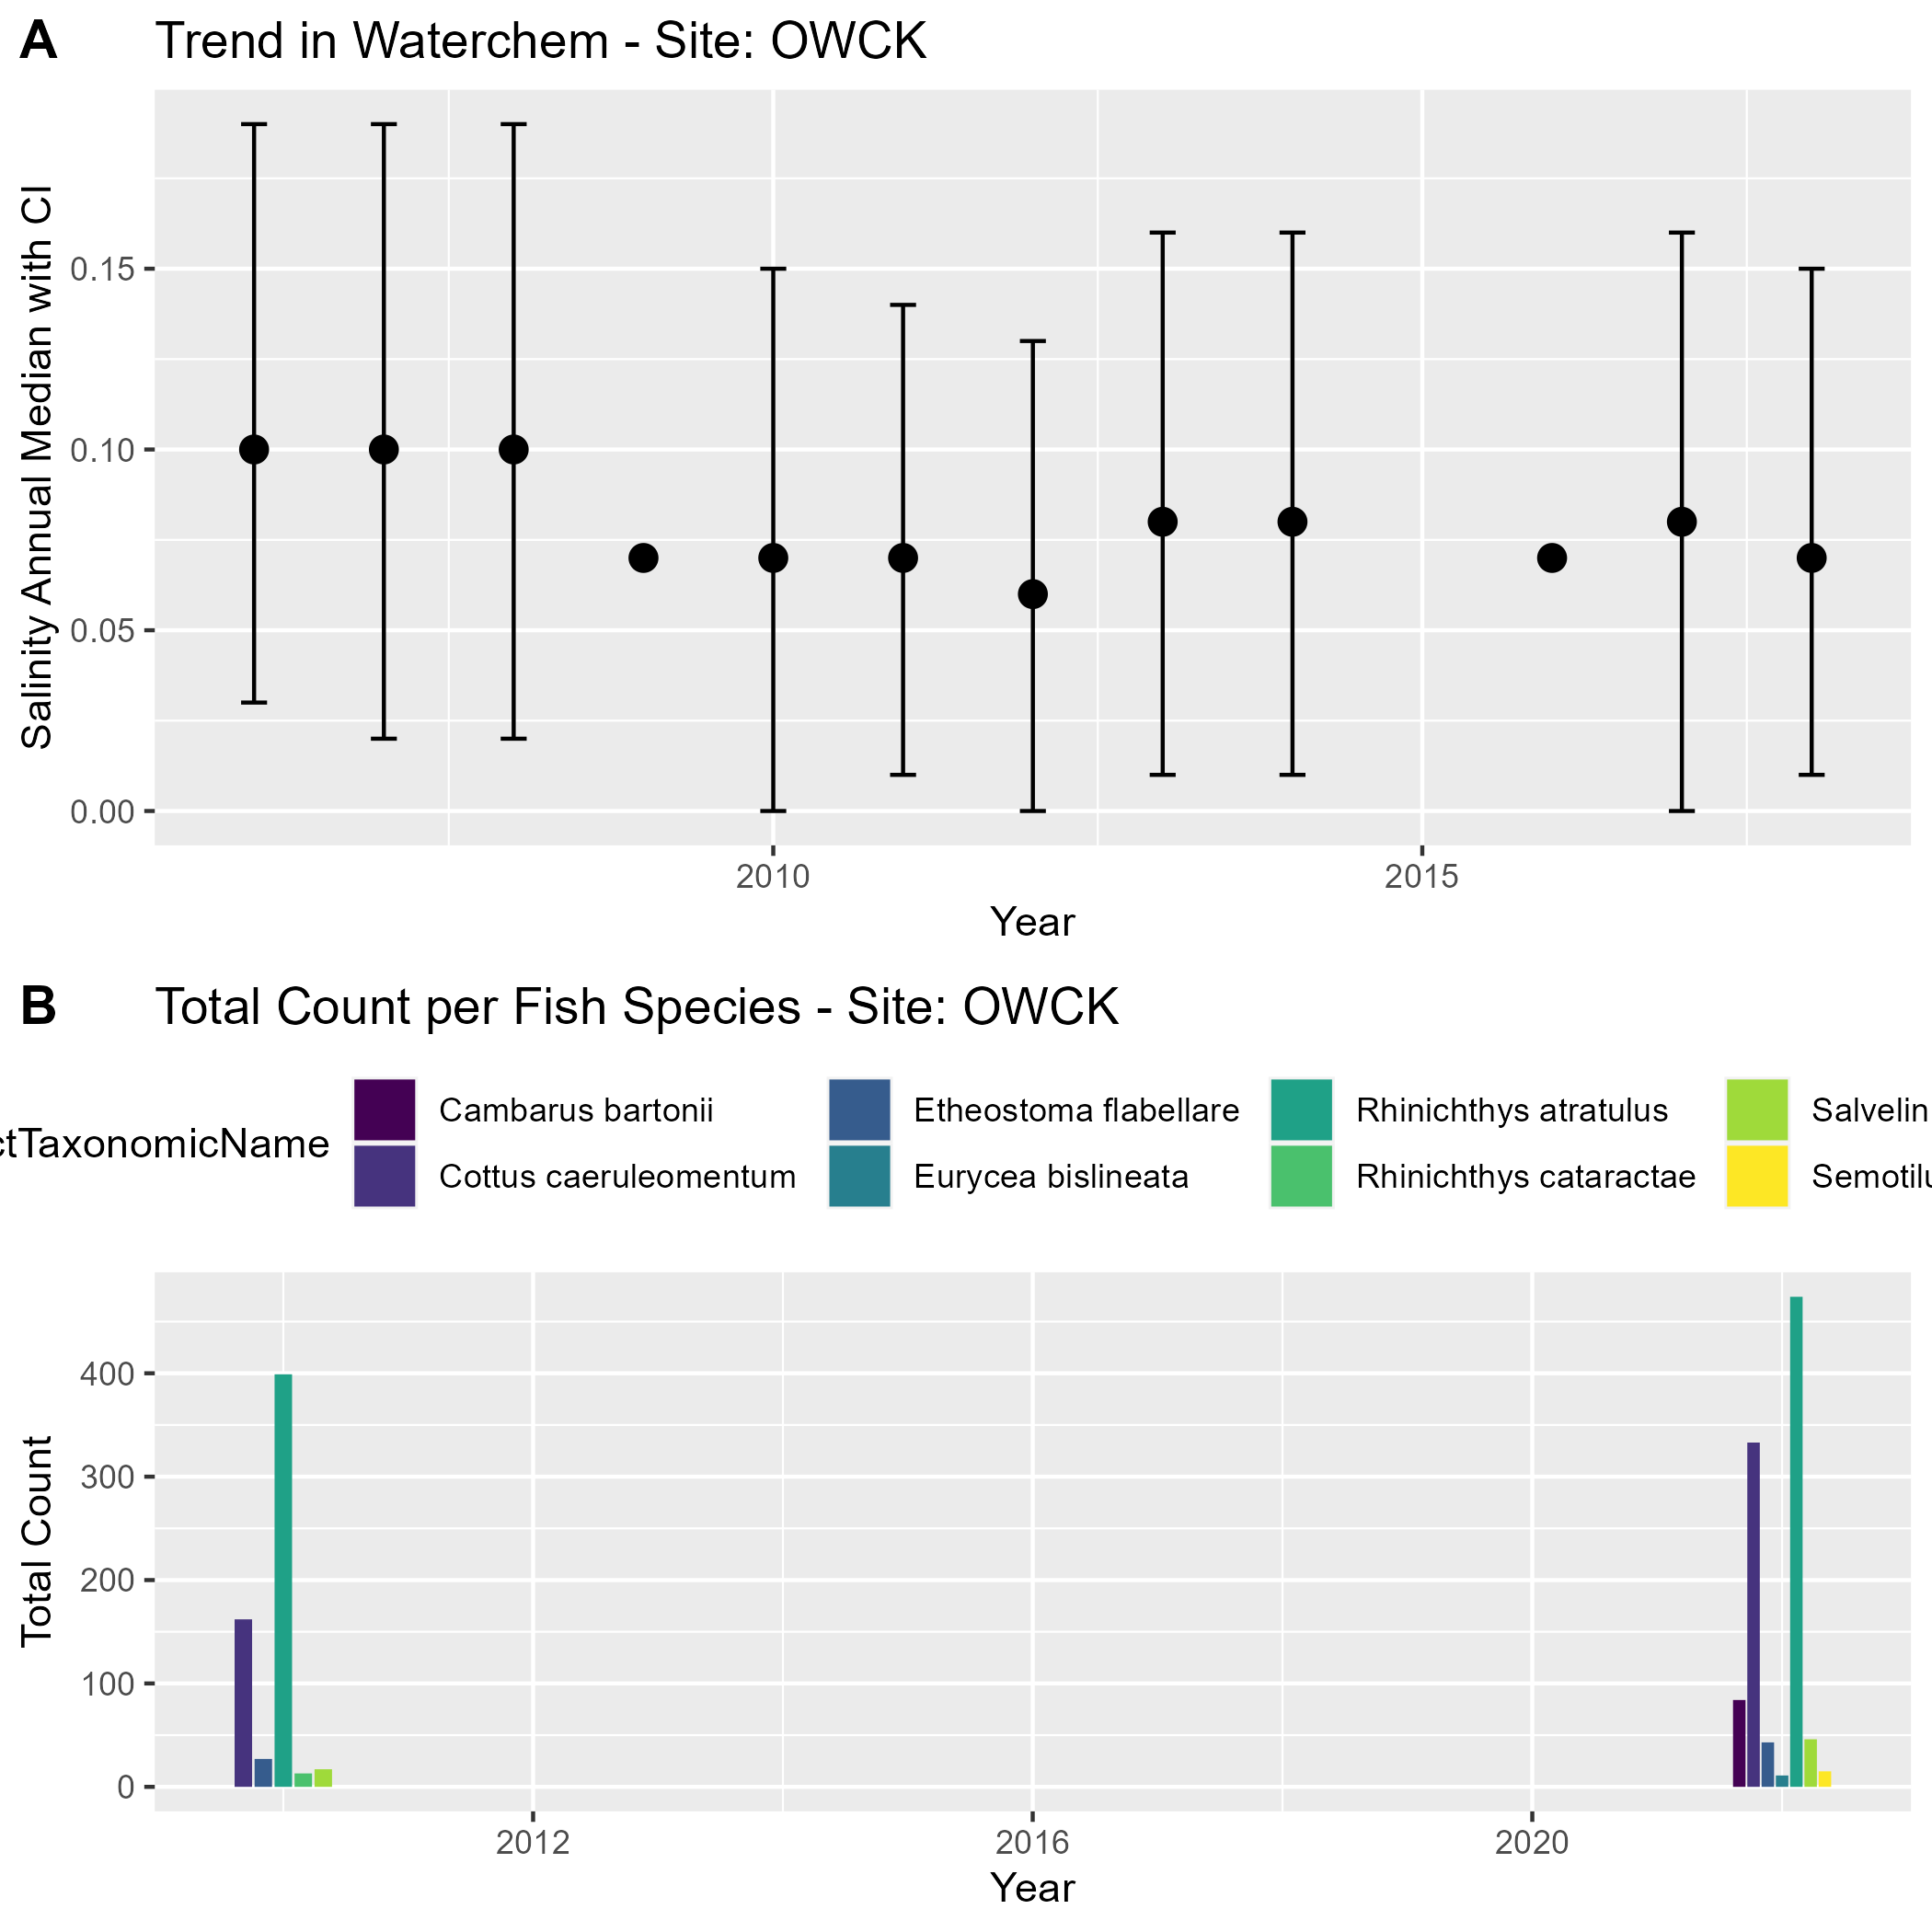 A Trend in Waterchem - Site: OWCK
Salinity Annual Median with CI
0.15
0.10
0.05
0.00
2010 2015
Year
B Total Count per Fish Species - Site: OWCK
ctTaxonomicName
Cambarus bartonii Etheostoma flabellare Rhinichthys atratulus Salvelin
Cottus caeruleomentum Eurycea bislineata Rhinichthys cataractae Semotilu
Total Count
400
300
200
100
0
2012 2016 2020
Year